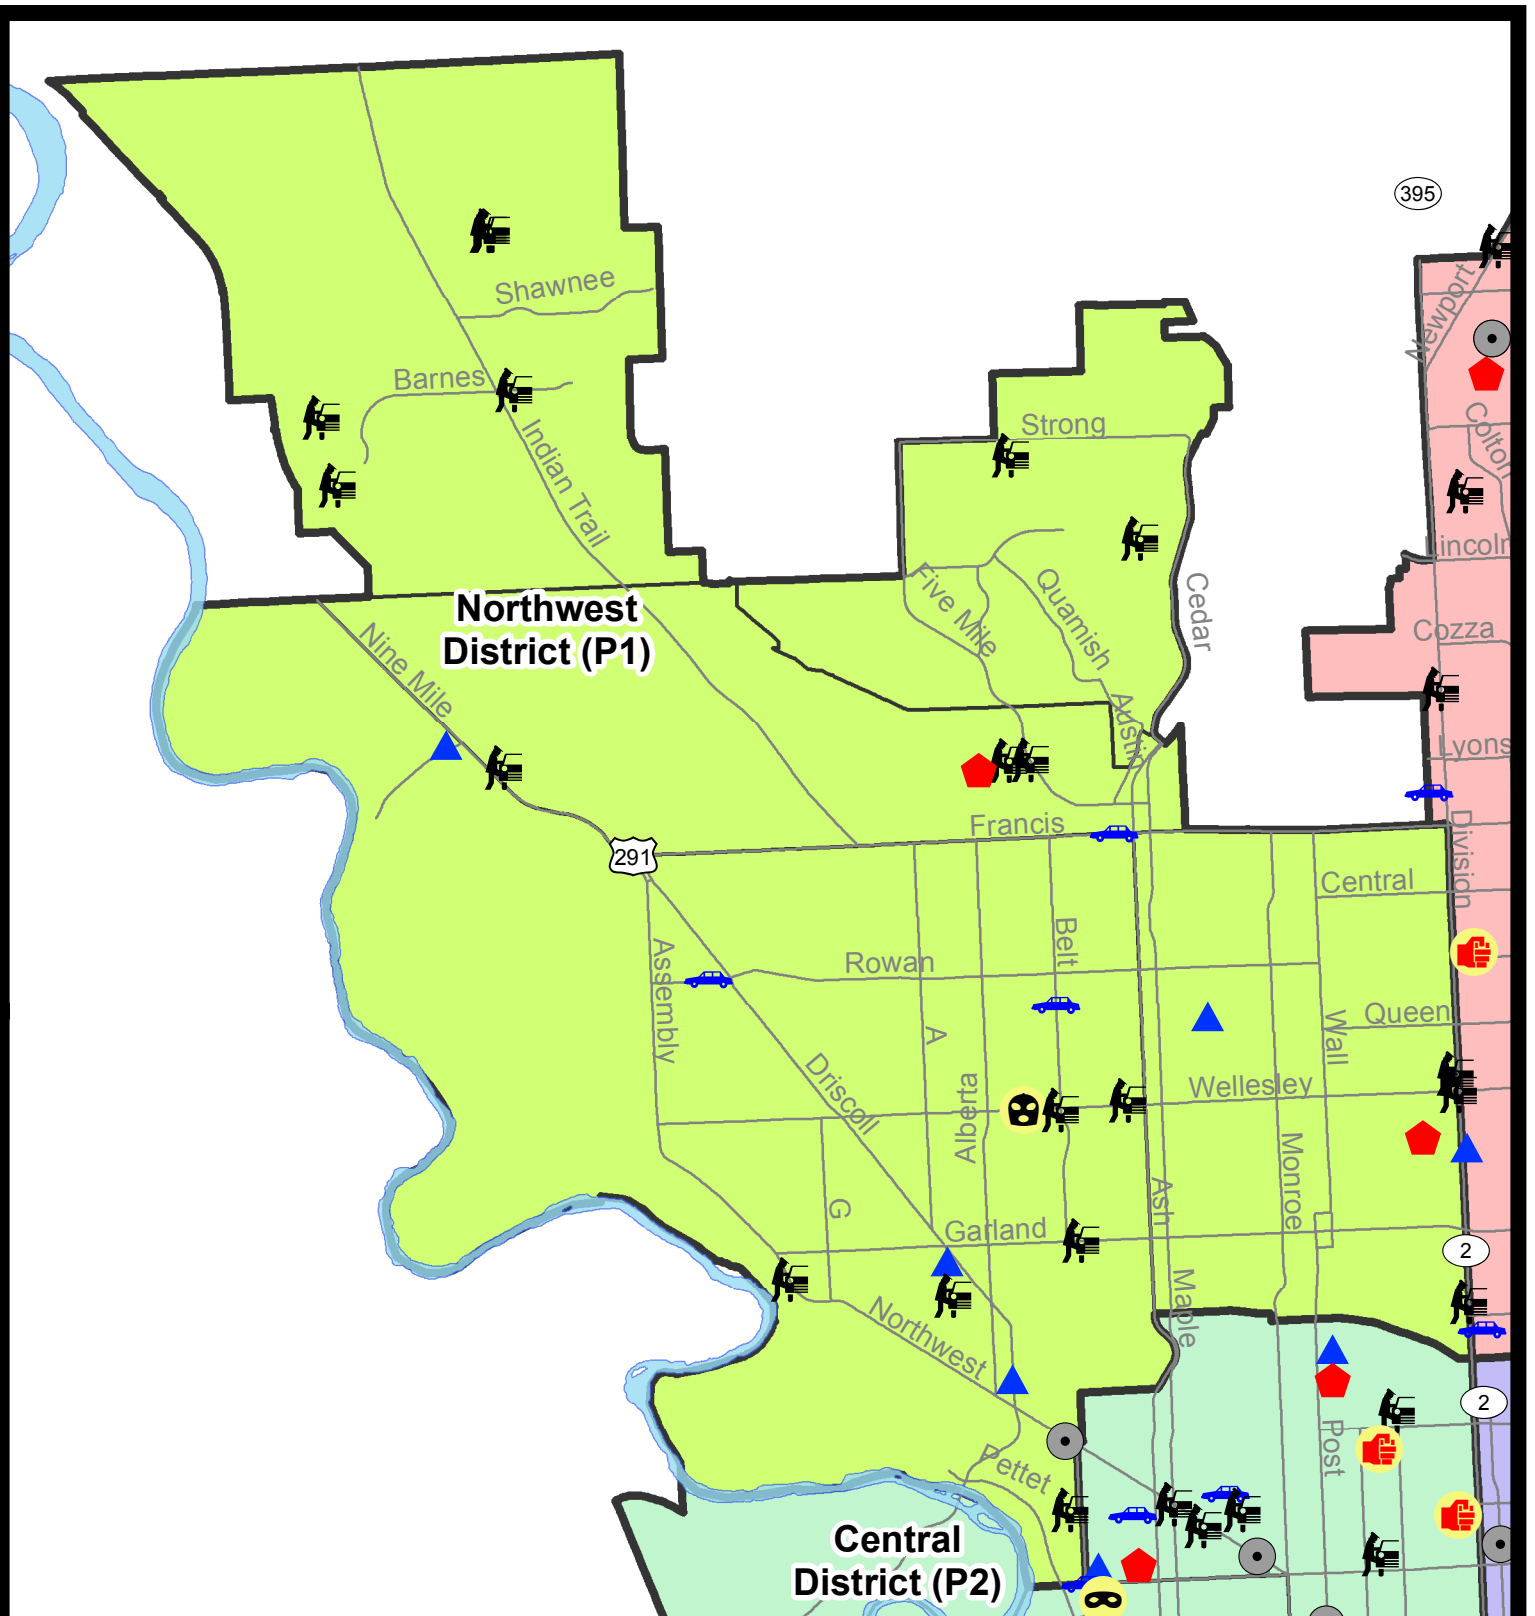 395
Newport
Shawnee
Barnes
Colton
Strong
Indian Trail
Lincoln
Five Mile
Quamish
Cedar
Northwest
District (P1)
Nine Mile
Cozza
Austin
Lyons
Francis
291
Division
Central
Belt
Assembly
Rowan
A
Wall
Queen
Driscoll
Alberta
Wellesley
G
Ash
Monroe
Garland
2
Maple
Northwest
2
Post
Pettet
Central
District (P2)